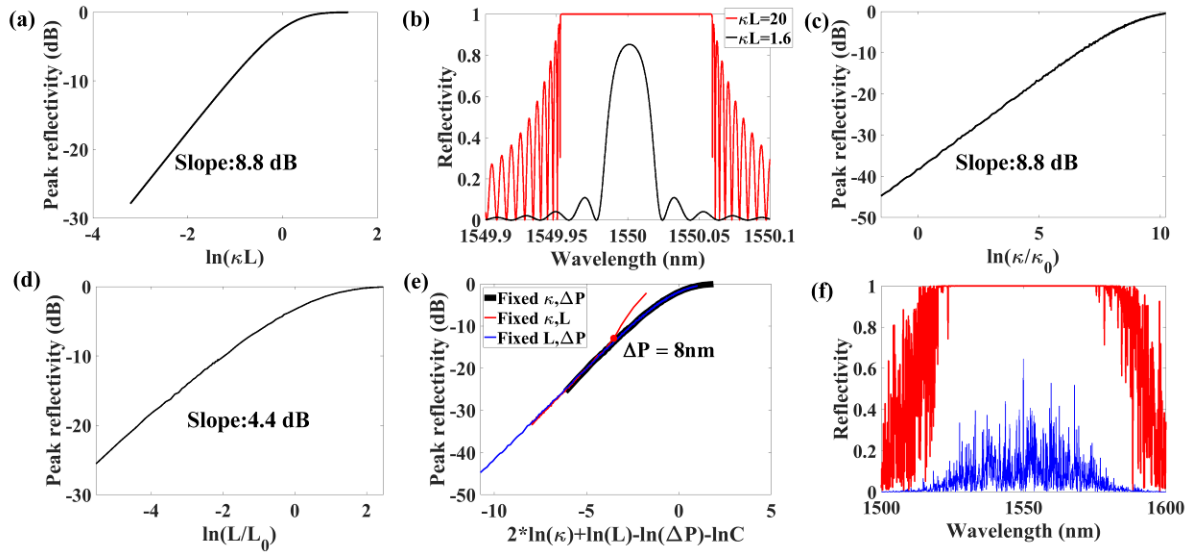 (a)
Peak reflectivity (dB)
0
-10
-20
-30
Slope:8.8 dB
-4
-2
0
2
ln(κL)
(b)
Reflectivity
1
0.8
0.6
0.4
0.2
0
κL=20
κL=1.6
1549.9
1549.95
1550
1550.05
1550.1
Wavelength (nm)
(c)
Peak reflectivity (dB)
0
-10
-20
-30
-40
-50
Slope:8.8 dB
0
5
10
ln(κ/κ0)
(d)
Peak reflectivity (dB)
0
-10
-20
-30
Slope:4.4 dB
-4
-2
0
2
ln(L/L0)
(e)
Peak reflectivity (dB)
0
-10
-20
-30
-40
-50
Fixed κ,ΔP
Fixed κ,L
Fixed L,ΔP
ΔP = 8nm
-10
-5
0
5
2*ln(κ)+ln(L)-ln(ΔP)-lnC
(f)
Reflectivity
1
0.8
0.6
0.4
0.2
0
1500
1550
1600
Wavelength (nm)